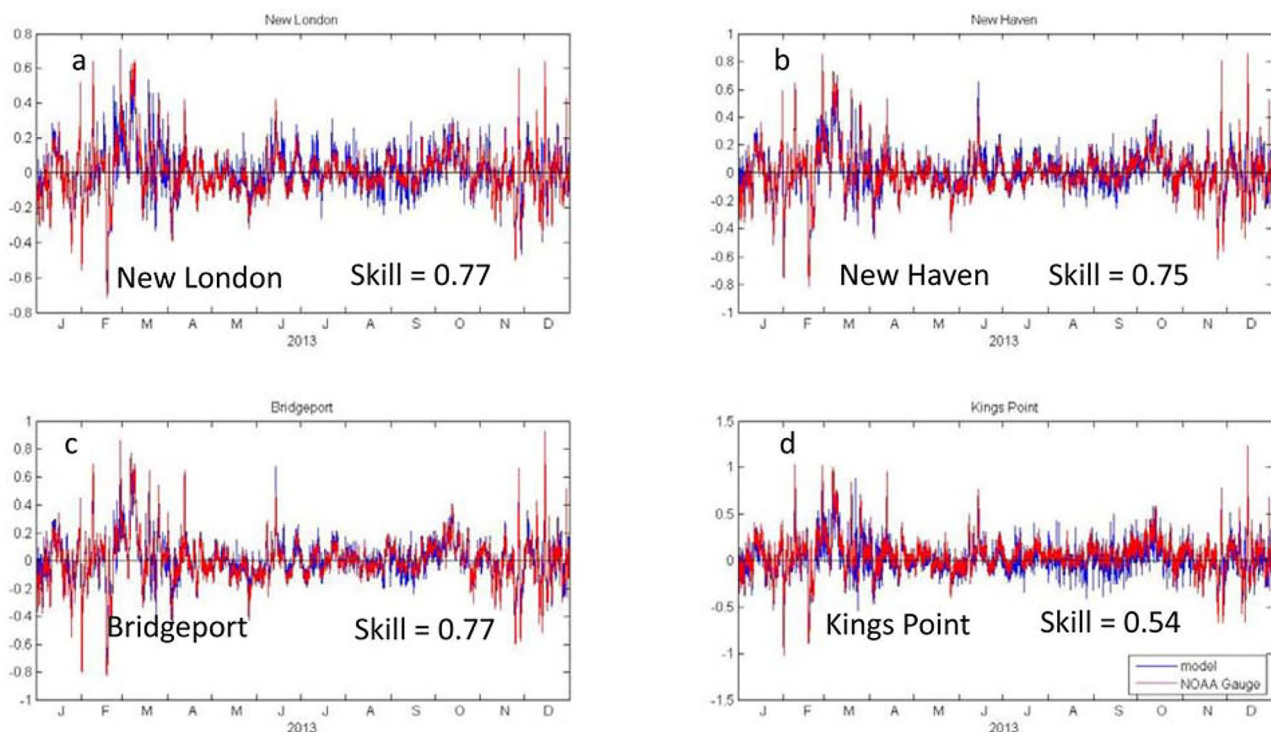 New London
a
0.8
0.6
0.4
0.2
0
-0.2
-0.4
-0.6
-0.8
New London Skill = 0.77
J F M A M J J A S O N D
2013
New Haven
b
1
0.8
0.6
0.4
0.2
0
-0.2
-0.4
-0.6
-0.8
-1
New Haven Skill = 0.75
J F M A M J J A S O N D
2013
Bridgeport
c
1
0.8
0.6
0.4
0.2
0
-0.2
-0.4
-0.6
-0.8
-1
Bridgeport Skill = 0.77
J F M A M J J A S O N D
2013
Kings Point
d
1.5
1
0.5
0
-0.5
-1
-1.5
Kings Point Skill = 0.54
model
NOAA Gauge
J F M A M J J A S O N D
2013